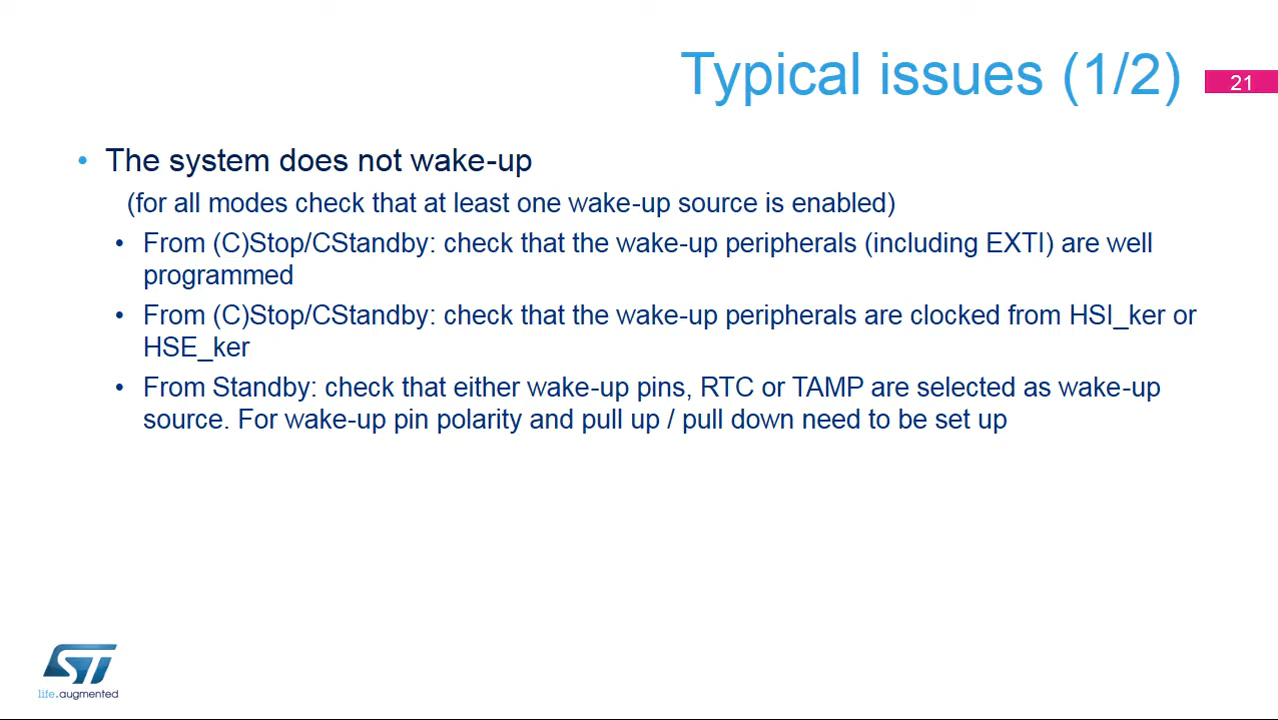 Typical issues (1/2)
21
• The system does not wake-up
(for all modes check that at least one wake-up source is enabled)
• From (C)Stop/CStandby: check that the wake-up peripherals (including EXTI) are well
programmed
• From (C)Stop/CStandby: check that the wake-up peripherals are clocked from HSI_ker or
HSE_ker
• From Standby: check that either wake-up pins, RTC or TAMP are selected as wake-up
source. For wake-up pin polarity and pull up / pull down need to be set up
ST
life.augmented